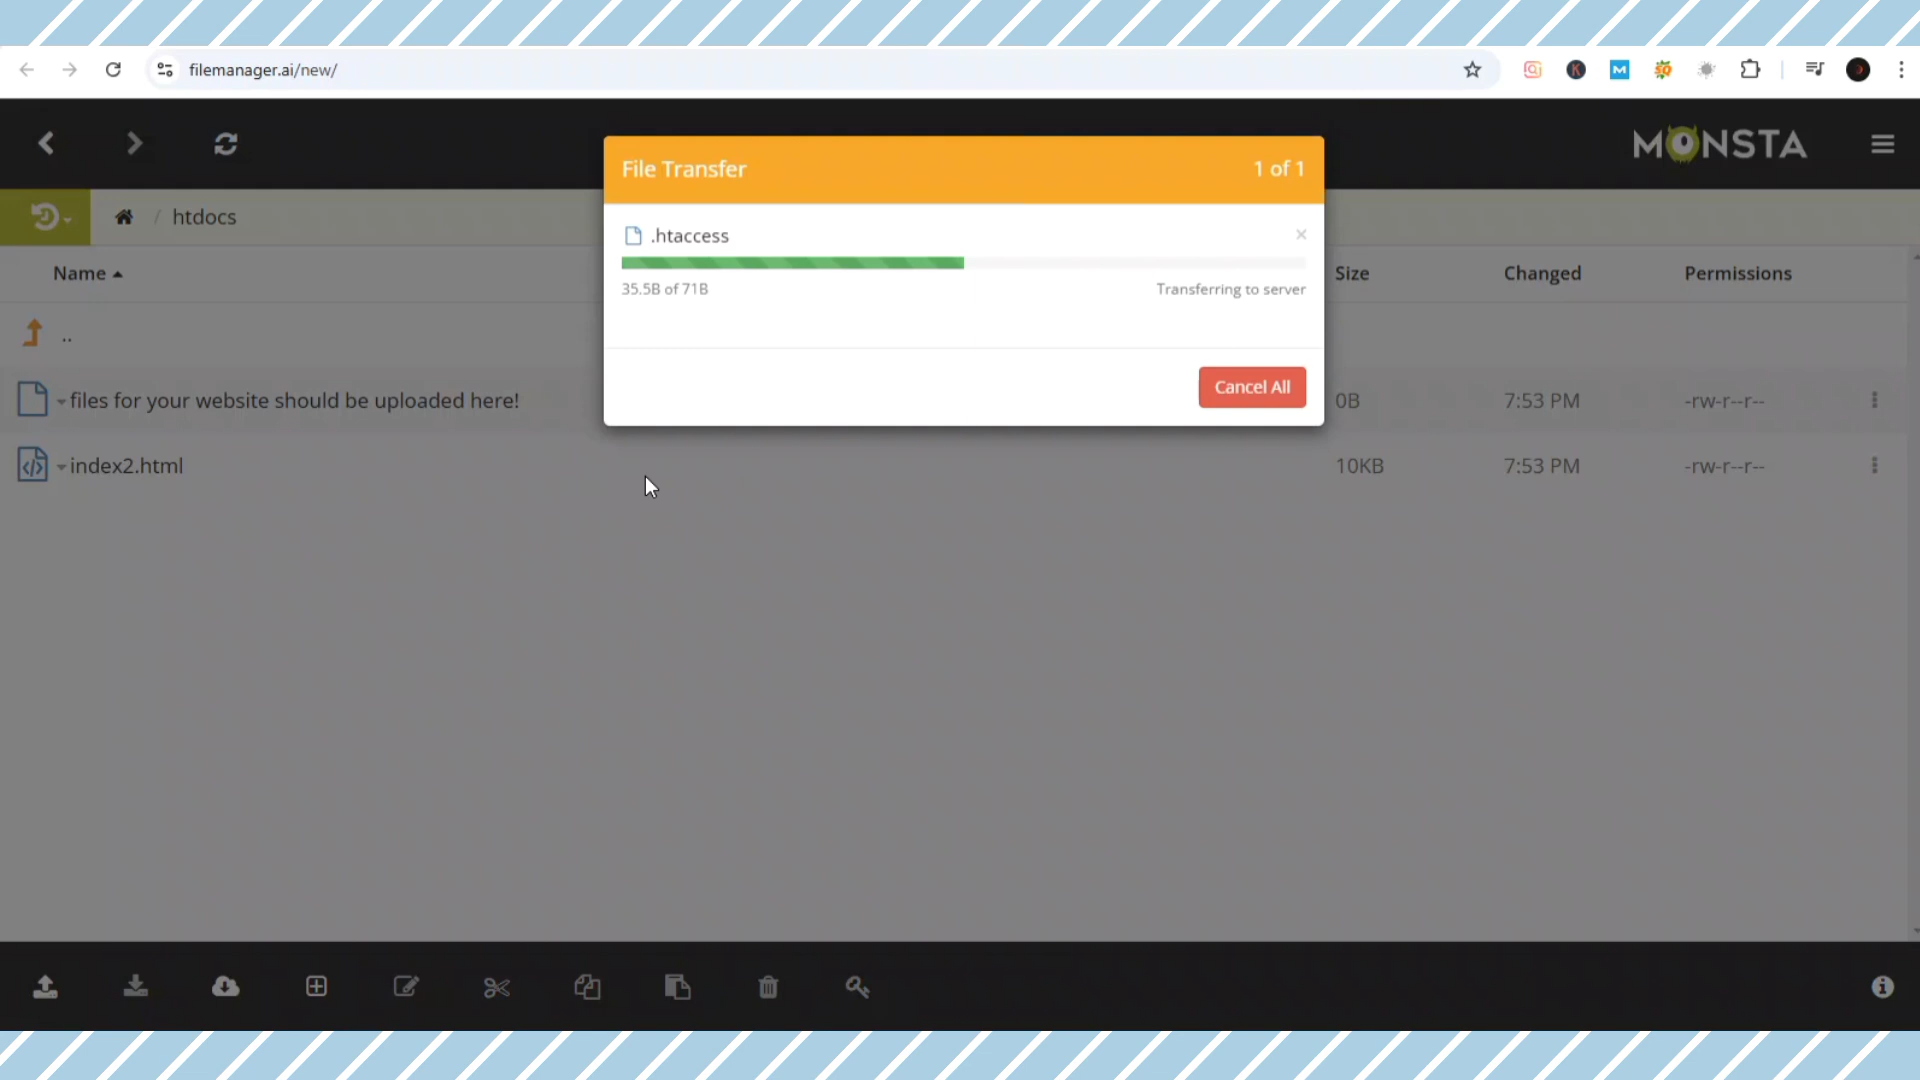 filemanager.ai/new/
MONSTA
File Transfer 1 of 1
.htaccess
35.5B of 71B Transferring to server
Cancel All
/ htdocs
Name Size Changed Permissions
..
files for your website should be uploaded here! 0B 7:53 PM -rw-r--r--
index2.html 10KB 7:53 PM -rw-r--r--